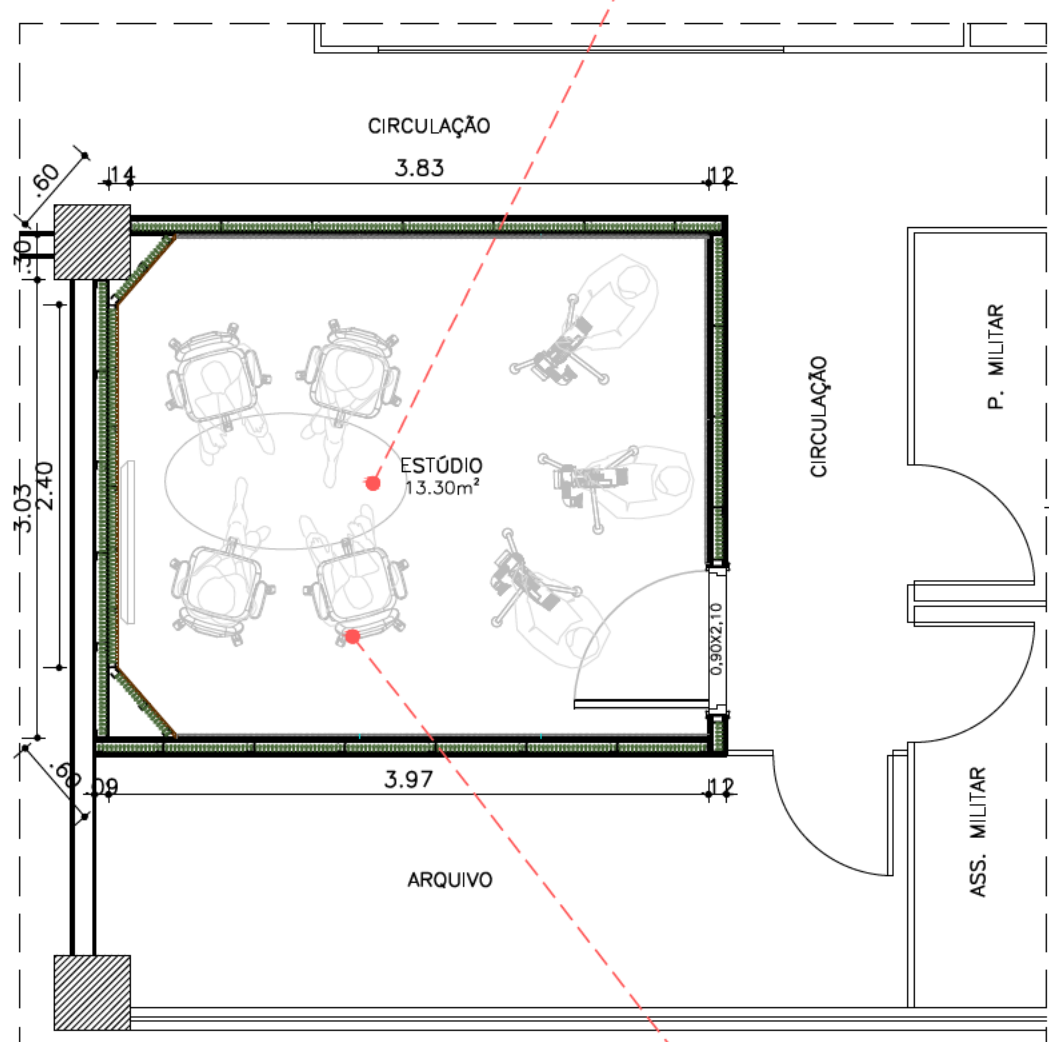 CIRCULAÇÃO
.60
14
3.83
12
.30
P. MILITAR
CIRCULAÇÃO
ESTÚDIO
13.30m²
2.40
3.03
0,90X2,10
.60
.09
3.97
12
ASS. MILITAR
ARQUIVO